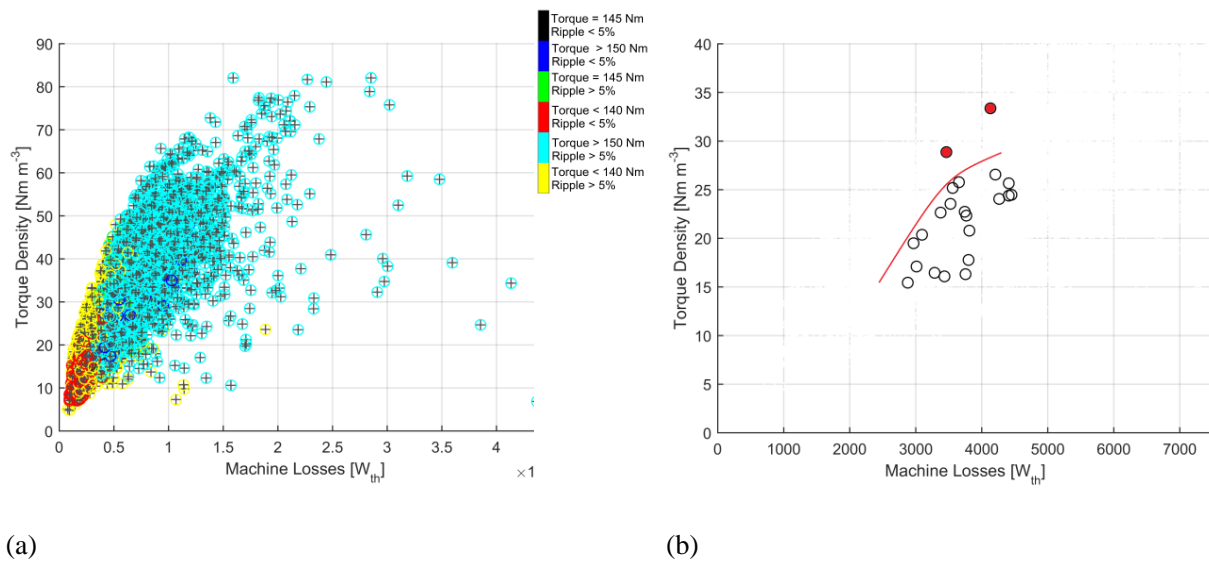 Torque = 145 Nm
Ripple < 5%
Torque > 150 Nm
Ripple < 5%
Torque = 145 Nm
Ripple > 5%
Torque < 140 Nm
Ripple < 5%
Torque > 150 Nm
Ripple > 5%
Torque < 140 Nm
Ripple > 5%
90
80
70
60
50
40
30
20
10
0
Torque Density [Nm m⁻³]
0 0.5 1 1.5 2 2.5 3 3.5 4
Machine Losses [W_th]
×1
40
35
30
25
20
15
10
5
0
Torque Density [Nm m⁻³]
0 1000 2000 3000 4000 5000 6000 7000
Machine Losses [W_th]
(a) (b)